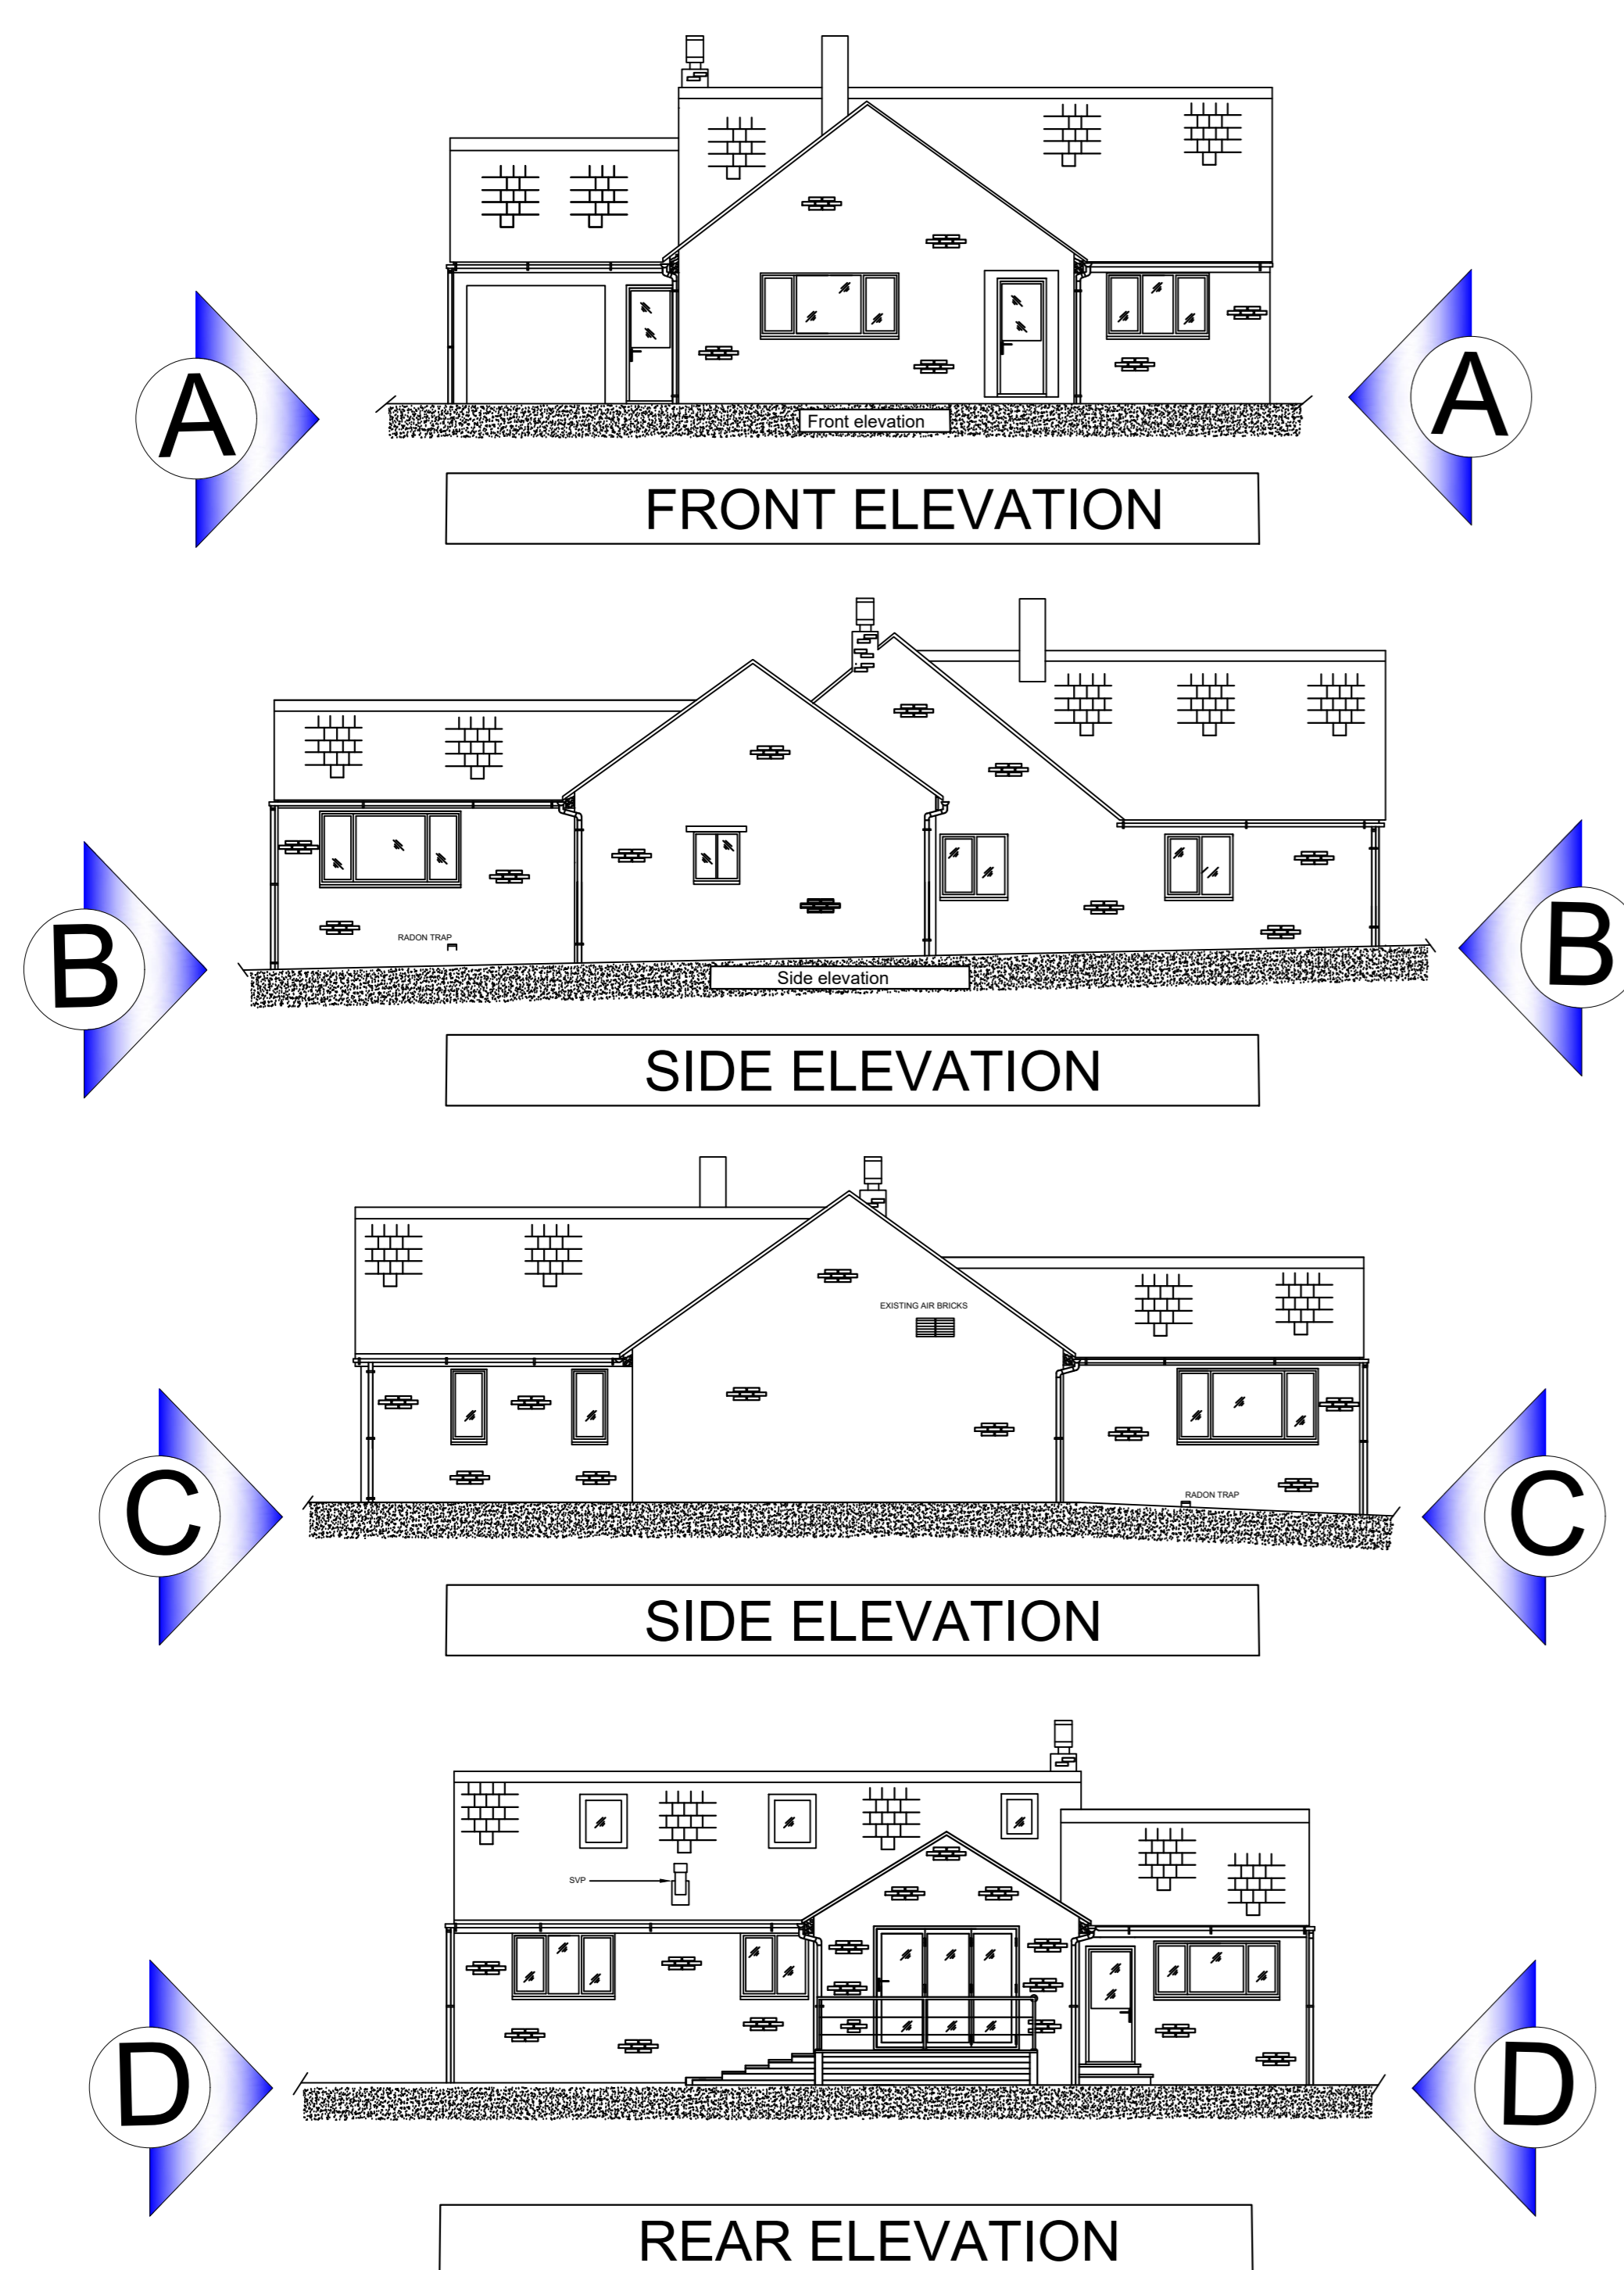 A
A
Front elevation
FRONT ELEVATION
B
B
RADON TRAP
Side elevation
SIDE ELEVATION
EXISTING AIR BRICKS
C
C
RADON TRAP
SIDE ELEVATION
SVP
D
D
REAR ELEVATION